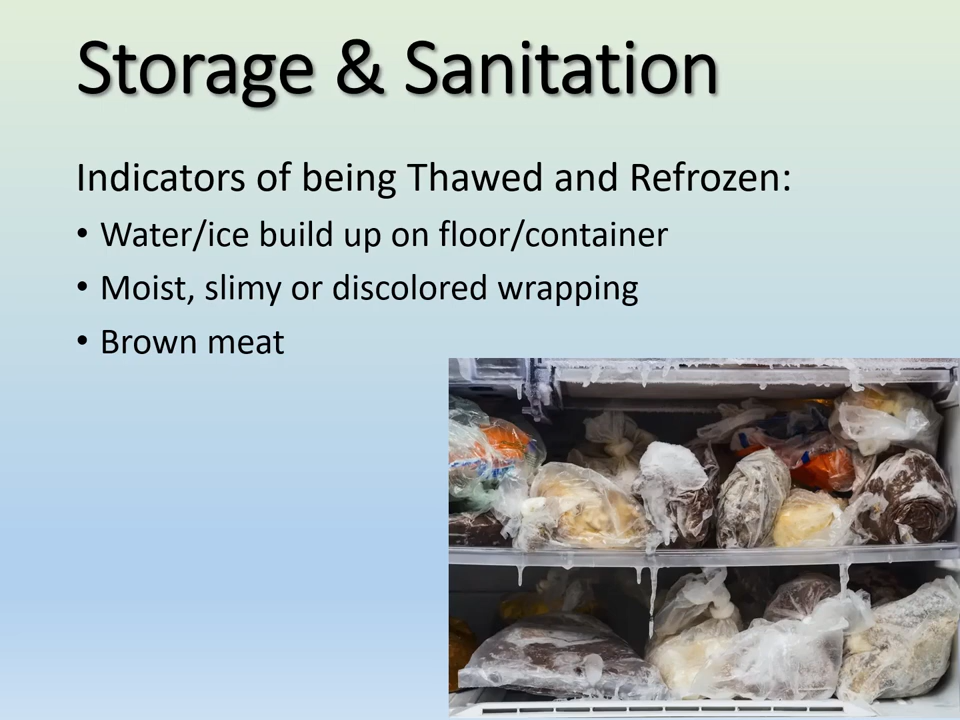 Storage & Sanitation
Indicators of being Thawed and Refrozen:
• Water/ice build up on floor/container
• Moist, slimy or discolored wrapping
• Brown meat